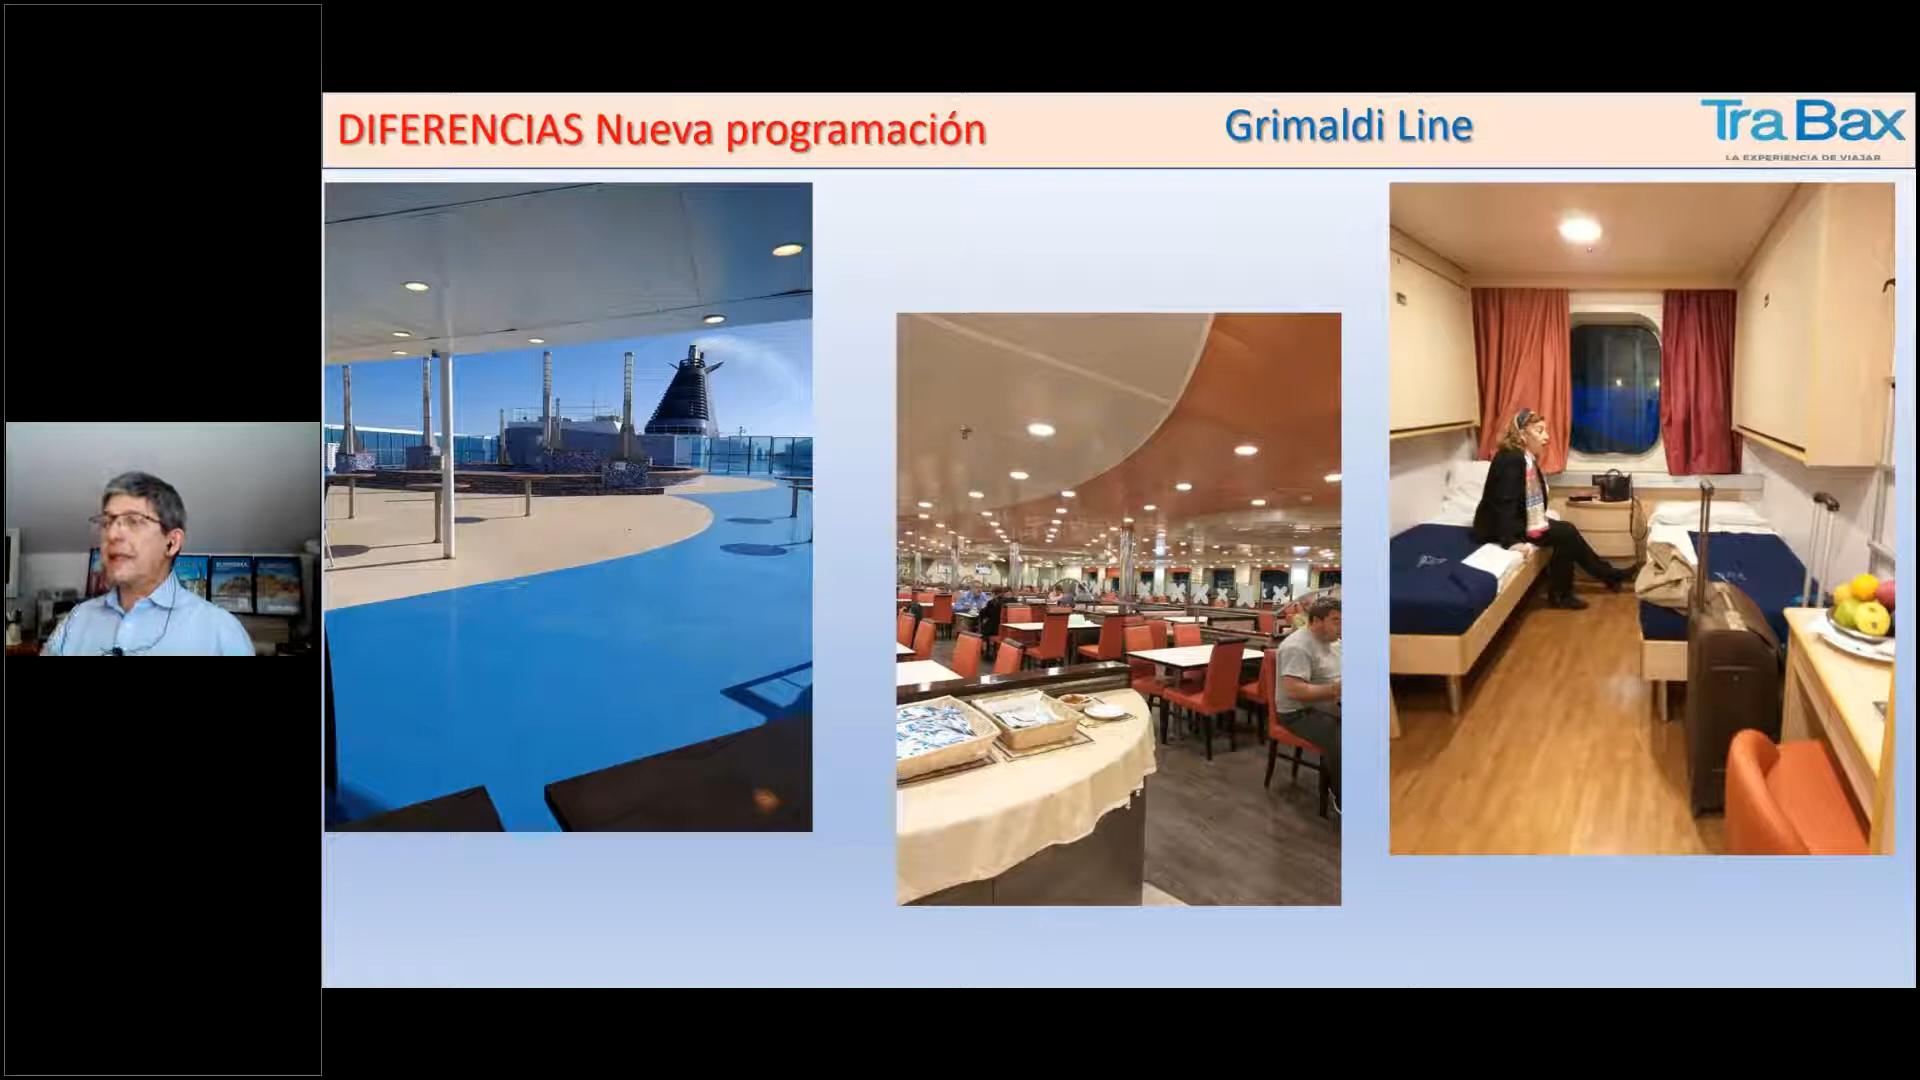 DIFERENCIAS Nueva programación
Grimaldi Line
TraBax
LA EXPERIENCIA DE VIAJAR